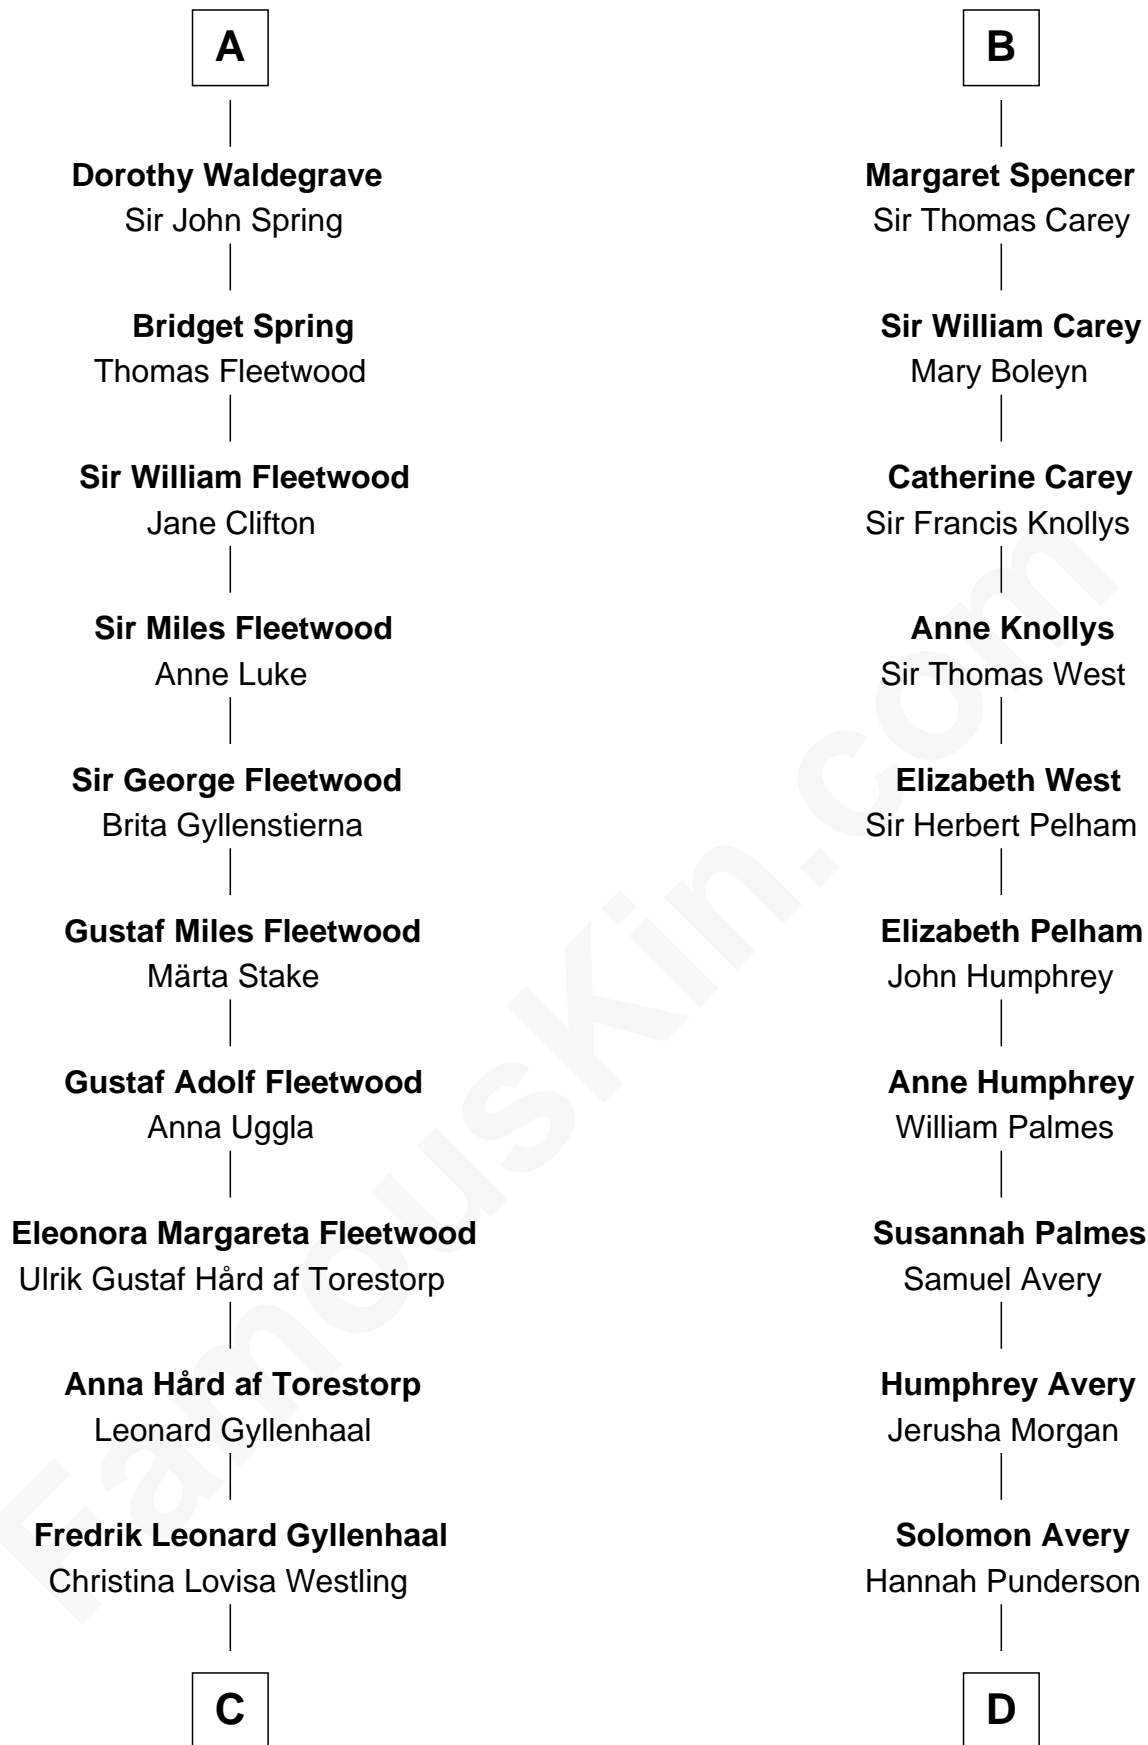 A
Dorothy Waldegrave
Sir John Spring
Bridget Spring
Thomas Fleetwood
Sir William Fleetwood
Jane Clifton
Sir Miles Fleetwood
Anne Luke
Sir George Fleetwood
Brita Gyllenstierna
Gustaf Miles Fleetwood
Märta Stake
Gustaf Adolf Fleetwood
Anna Uggla
Eleonora Margareta Fleetwood
Ulrik Gustaf Hård af Torestorp
Anna Hård af Torestorp
Leonard Gyllenhaal
Fredrik Leonard Gyllenhaal
Christina Lovisa Westling
C
B
Margaret Spencer
Sir Thomas Carey
Sir William Carey
Mary Boleyn
Catherine Carey
Sir Francis Knollys
Anne Knollys
Sir Thomas West
Elizabeth West
Sir Herbert Pelham
Elizabeth Pelham
John Humphrey
Anne Humphrey
William Palmes
Susannah Palmes
Samuel Avery
Humphrey Avery
Jerusha Morgan
Solomon Avery
Hannah Punderson
D
FamousKin.com